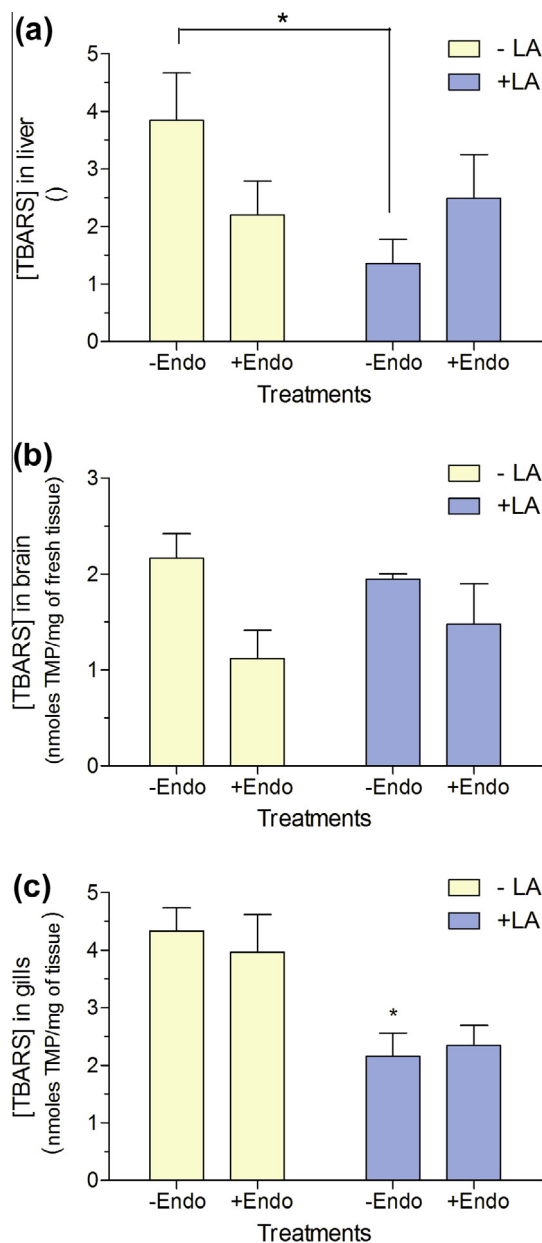 (a)
*
- LA
+LA
[TBARS] in liver
()
5
4
3
2
1
0
-Endo +Endo -Endo +Endo
Treatments
(b)
- LA
+LA
[TBARS] in brain
(nmoles TMP/mg of fresh tissue)
3
2
1
0
-Endo +Endo -Endo +Endo
Treatments
(c)
- LA
+LA
[TBARS] in gills
(nmoles TMP/mg of tissue )
5
4
3
2
1
0
*
-Endo +Endo -Endo +Endo
Treatments